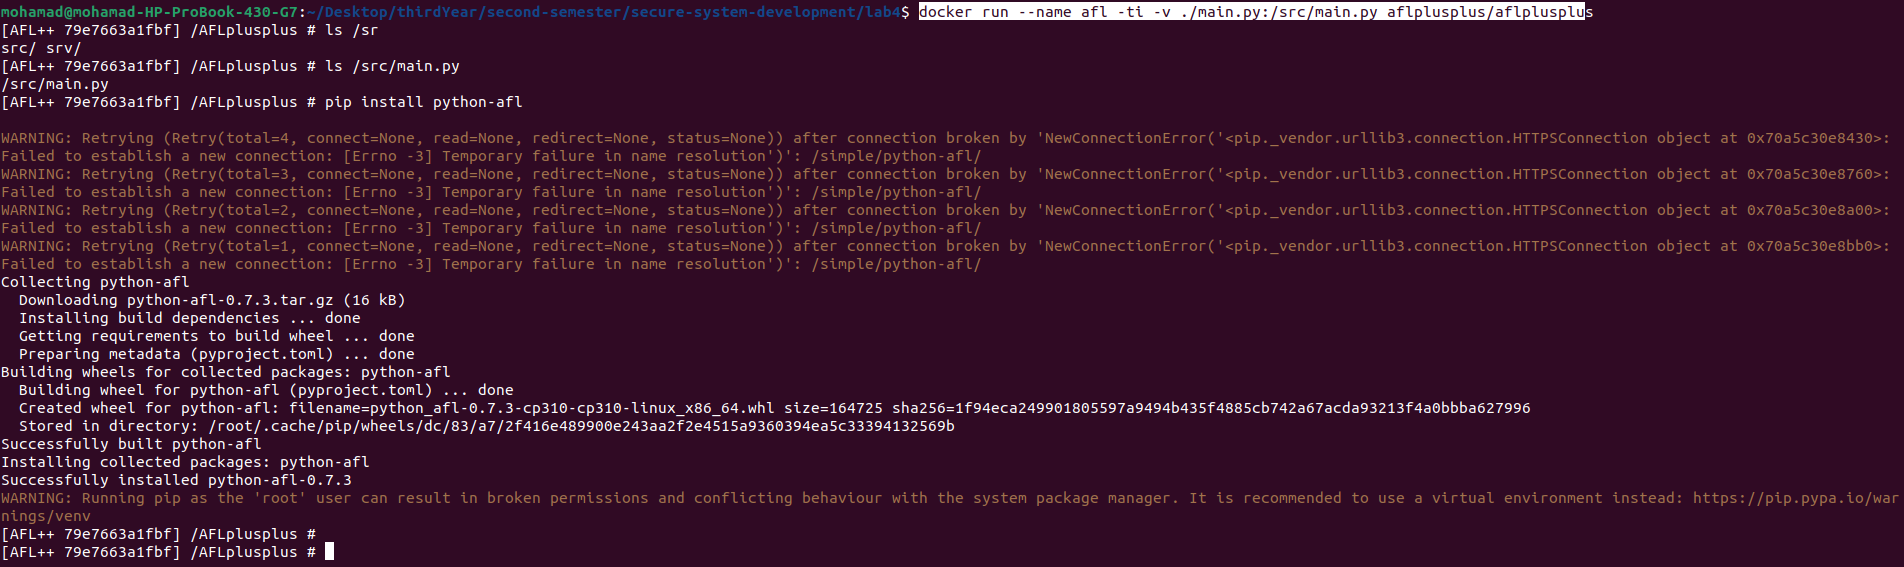 mohamad@mohamad-HP-ProBook-430-G7:~/Desktop/thirdYear/second-semester/secure-system-development/lab4$ docker run --name afl -ti -v ./main.py:/src/main.py aflplusplus/aflplusplus
[AFL++ 79e7663a1fbf] /AFLplusplus # ls /sr
src/ srv/
[AFL++ 79e7663a1fbf] /AFLplusplus # ls /src/main.py
/src/main.py
[AFL++ 79e7663a1fbf] /AFLplusplus # pip install python-afl
WARNING: Retrying (Retry(total=4, connect=None, read=None, redirect=None, status=None)) after connection broken by 'NewConnectionError('<pip._vendor.urllib3.connection.HTTPSConnection object at 0x70a5c30e8430>:
Failed to establish a new connection: [Errno -3] Temporary failure in name resolution')': /simple/python-afl/
WARNING: Retrying (Retry(total=3, connect=None, read=None, redirect=None, status=None)) after connection broken by 'NewConnectionError('<pip._vendor.urllib3.connection.HTTPSConnection object at 0x70a5c30e8760>:
Failed to establish a new connection: [Errno -3] Temporary failure in name resolution')': /simple/python-afl/
WARNING: Retrying (Retry(total=2, connect=None, read=None, redirect=None, status=None)) after connection broken by 'NewConnectionError('<pip._vendor.urllib3.connection.HTTPSConnection object at 0x70a5c30e8a00>:
Failed to establish a new connection: [Errno -3] Temporary failure in name resolution')': /simple/python-afl/
WARNING: Retrying (Retry(total=1, connect=None, read=None, redirect=None, status=None)) after connection broken by 'NewConnectionError('<pip._vendor.urllib3.connection.HTTPSConnection object at 0x70a5c30e8bb0>:
Failed to establish a new connection: [Errno -3] Temporary failure in name resolution')': /simple/python-afl/
Collecting python-afl
  Downloading python-afl-0.7.3.tar.gz (16 kB)
  Installing build dependencies ... done
  Getting requirements to build wheel ... done
  Preparing metadata (pyproject.toml) ... done
Building wheels for collected packages: python-afl
  Building wheel for python-afl (pyproject.toml) ... done
  Created wheel for python-afl: filename=python_afl-0.7.3-cp310-cp310-linux_x86_64.whl size=164725 sha256=1f94eca249901805597a9494b435f4885cb742a67acda93213f4a0bbba627996
  Stored in directory: /root/.cache/pip/wheels/dc/83/a7/2f416e489900e243aa2f2e4515a9360394ea5c33394132569b
Successfully built python-afl
Installing collected packages: python-afl
Successfully installed python-afl-0.7.3
WARNING: Running pip as the 'root' user can result in broken permissions and conflicting behaviour with the system package manager. It is recommended to use a virtual environment instead: https://pip.pypa.io/war
nings/venv
[AFL++ 79e7663a1fbf] /AFLplusplus #
[AFL++ 79e7663a1fbf] /AFLplusplus #